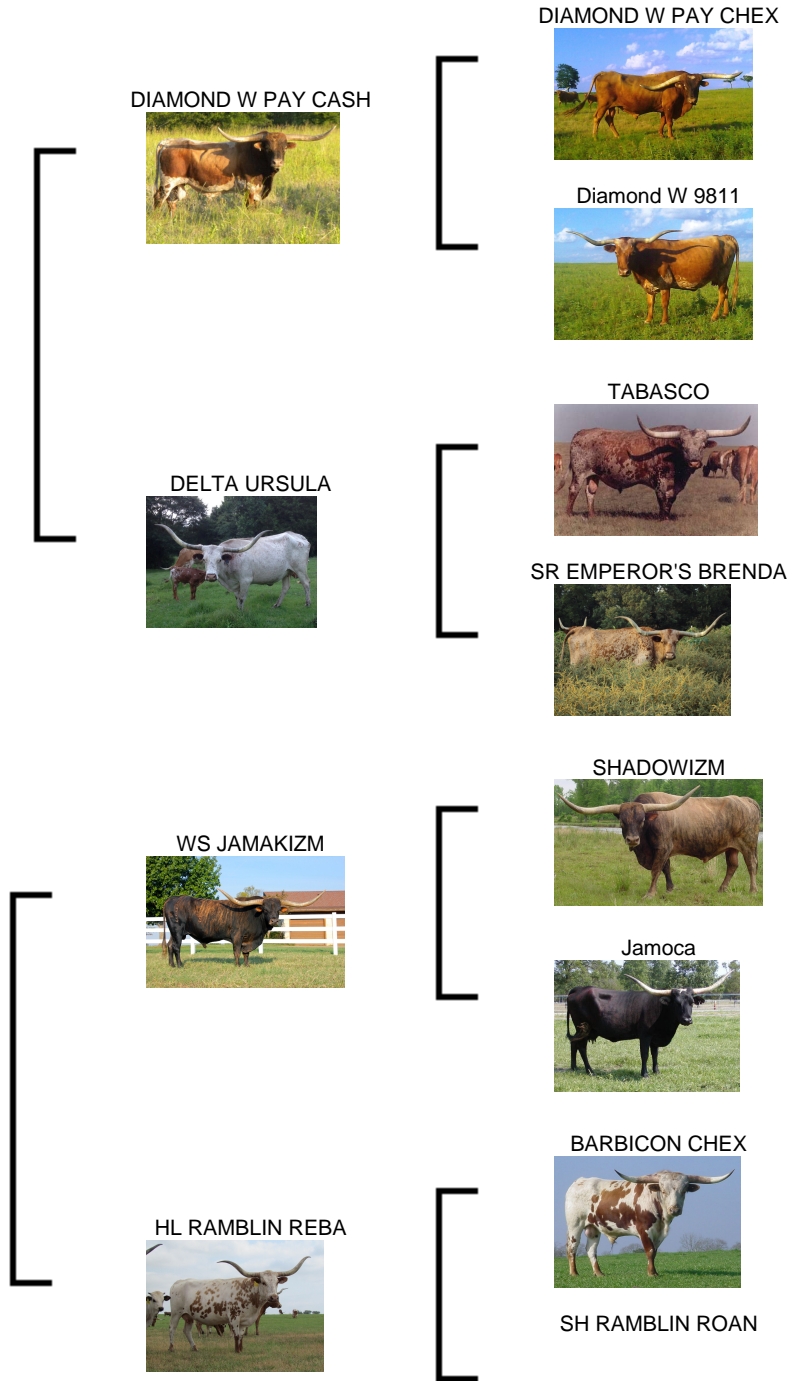 DIAMOND W PAY CHEX
DIAMOND W PAY CASH
Diamond W 9811
TABASCO
DELTA URSULA
SR EMPEROR'S BRENDA
SHADOWIZM
WS JAMAKIZM
Jamoca
BARBICON CHEX
HL RAMBLIN REBA
SH RAMBLIN ROAN